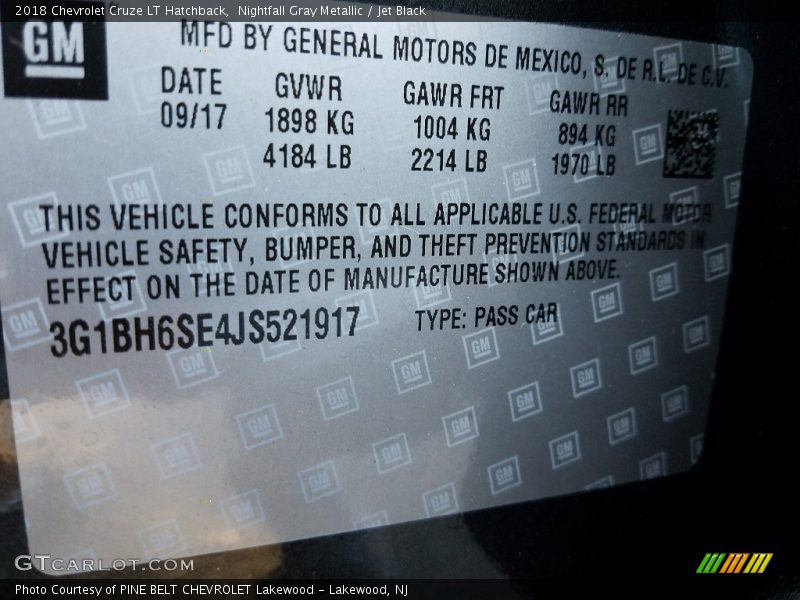 2018 Chevrolet Cruze LT Hatchback, Nightfall Gray Metallic / Jet Black
GM
MFD BY GENERAL MOTORS DE MEXICO, S. DE R.L. DE C.V.
DATE GVWR GAWR FRT GAWR RR
09/17 1898 KG 1004 KG 894 KG
4184 LB 2214 LB 1970 LB
THIS VEHICLE CONFORMS TO ALL APPLICABLE U.S. FEDERAL MOTOR
VEHICLE SAFETY, BUMPER, AND THEFT PREVENTION STANDARDS IN
EFFECT ON THE DATE OF MANUFACTURE SHOWN ABOVE.
3G1BH6SE4JS521917 TYPE: PASS CAR
GTCARLOT.COM
Photo Courtesy of PINE BELT CHEVROLET Lakewood - Lakewood, NJ